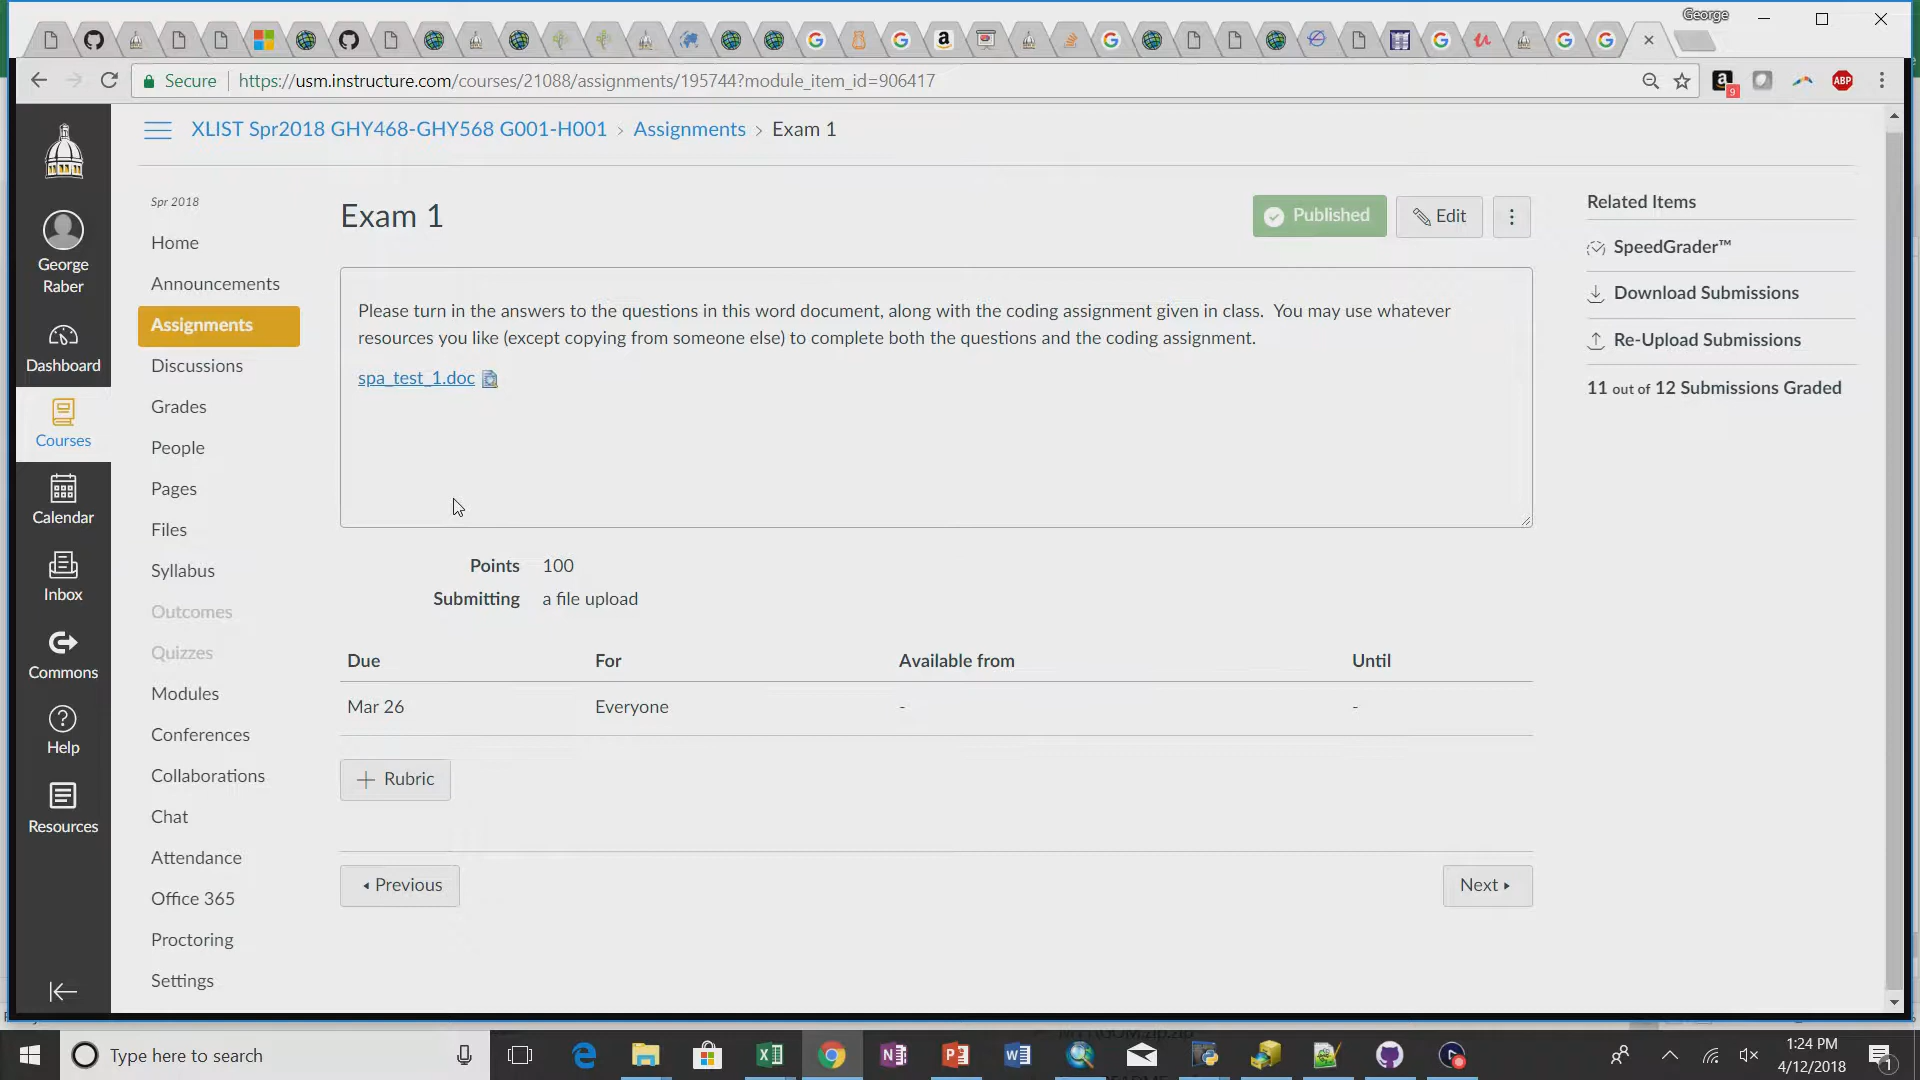 George
Secure
https://usm.instructure.com/courses/21088/assignments/195744?module_item_id=906417
9
ABP
XLIST Spr2018 GHY468-GHY568 G001-H001 › Assignments › Exam 1
George
Raber
Dashboard
Courses
Calendar
Inbox
Commons
Help
Resources
Spr 2018
Home
Announcements
Assignments
Discussions
Grades
People
Pages
Files
Syllabus
Outcomes
Quizzes
Modules
Conferences
Collaborations
Chat
Attendance
Office 365
Proctoring
Settings
Exam 1
Published
Edit
Please turn in the answers to the questions in this word document, along with the coding assignment given in class.  You may use whatever
resources you like (except copying from someone else) to complete both the questions and the coding assignment.
spa_test_1.doc
Points 100
Submitting a file upload
Due For Available from Until
Mar 26 Everyone - -
+ Rubric
Previous
Next
Related Items
SpeedGrader™
Download Submissions
Re-Upload Submissions
11 out of 12 Submissions Graded
Type here to search
1:24 PM
4/12/2018
1